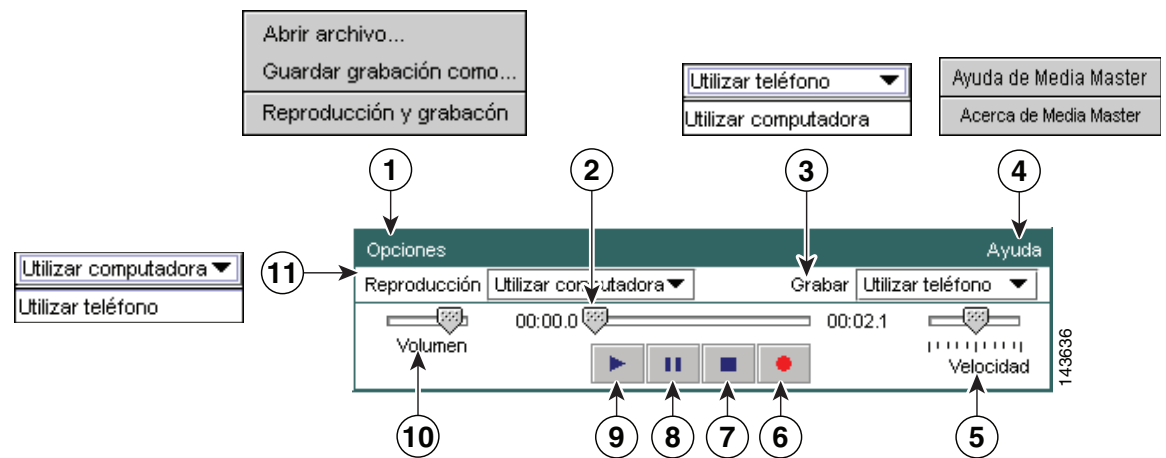 Abrir archivo...
Guardar grabación como...
Reproducción y grabacón
Utilizar teléfono
Utilizar computadora
Ayuda de Media Master
Acerca de Media Master
1
2
3
4
Opciones
Ayuda
Utilizar computadora
Utilizar teléfono
11
Reproducción
Utilizar computadora
Grabar
Utilizar teléfono
00:00.0
00:02.1
Volumen
Velocidad
143636
10
9
8
7
6
5